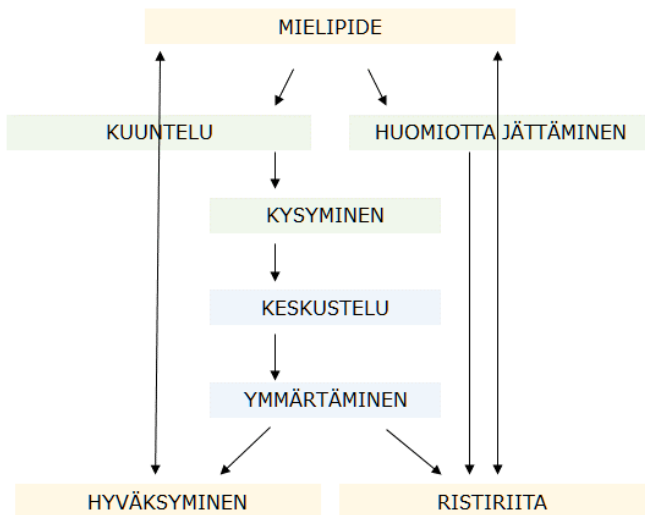 MIELIPIDE
KUUNTELU
HUOMIOTTA JÄTTÄMINEN
KYSYMINEN
KESKUSTELU
YMMÄRTÄMINEN
HYVÄKSYMINEN
RISTIRIITA